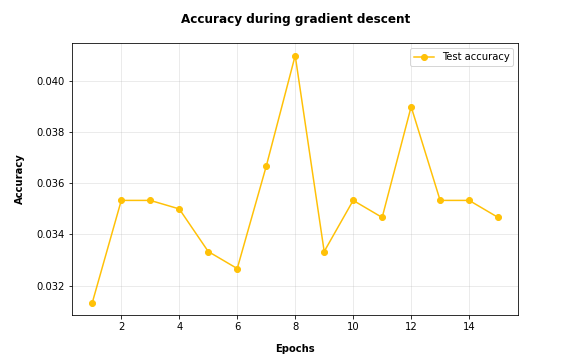 Accuracy during gradient descent
Test accuracy
0.040
0.038
0.036
0.034
0.032
Accuracy
2 4 6 8 10 12 14
Epochs